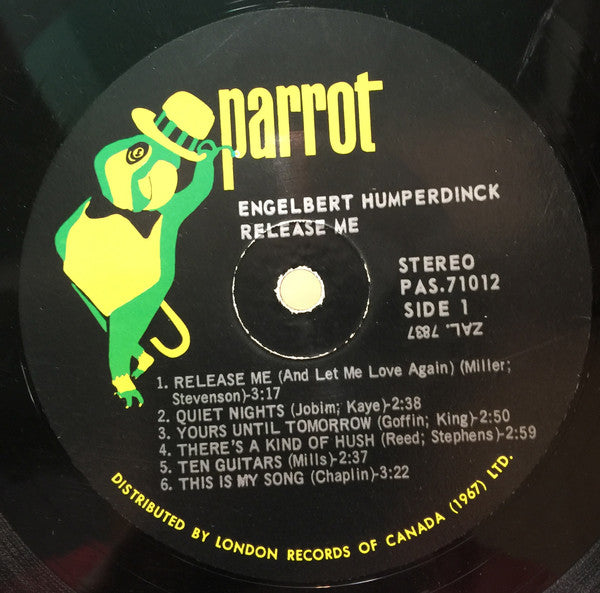 parrot
ENGELBERT HUMPERDINCK
RELEASE ME
STEREO
PAS.71012
SIDE 1
ZAL. 7837
1. RELEASE ME (And Let Me Love Again) (Miller;
Stevenson)-3:17
2. QUIET NIGHTS (Jobim; Kaye)-2:38
3. YOURS UNTIL TOMORROW (Goffin; King)-2:50
4. THERE'S A KIND OF HUSH (Reed; Stephens)-2:59
5. TEN GUITARS (Mills)-2:37
6. THIS IS MY SONG (Chaplin)-3:22
DISTRIBUTED BY LONDON RECORDS OF CANADA (1967) LTD.